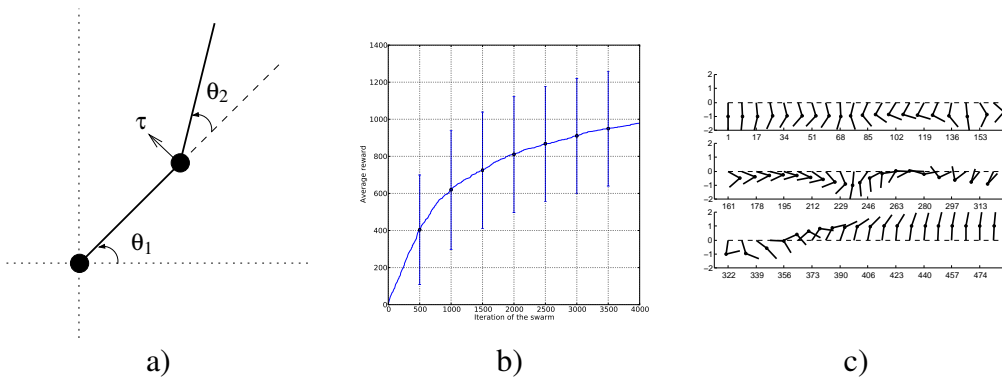 θ2
τ
θ1
a)
1400
1200
1000
800
600
400
200
0
Average reward
0 500 1000 1500 2000 2500 3000 3500 4000
Iteration of the swarm
b)
2
1
0
−1
−2
1 17 34 51 68 85 102 119 136 153
2
1
0
−1
−2
161 178 195 212 229 246 263 280 297 313
2
1
0
−1
−2
322 339 356 373 390 406 423 440 457 474
c)